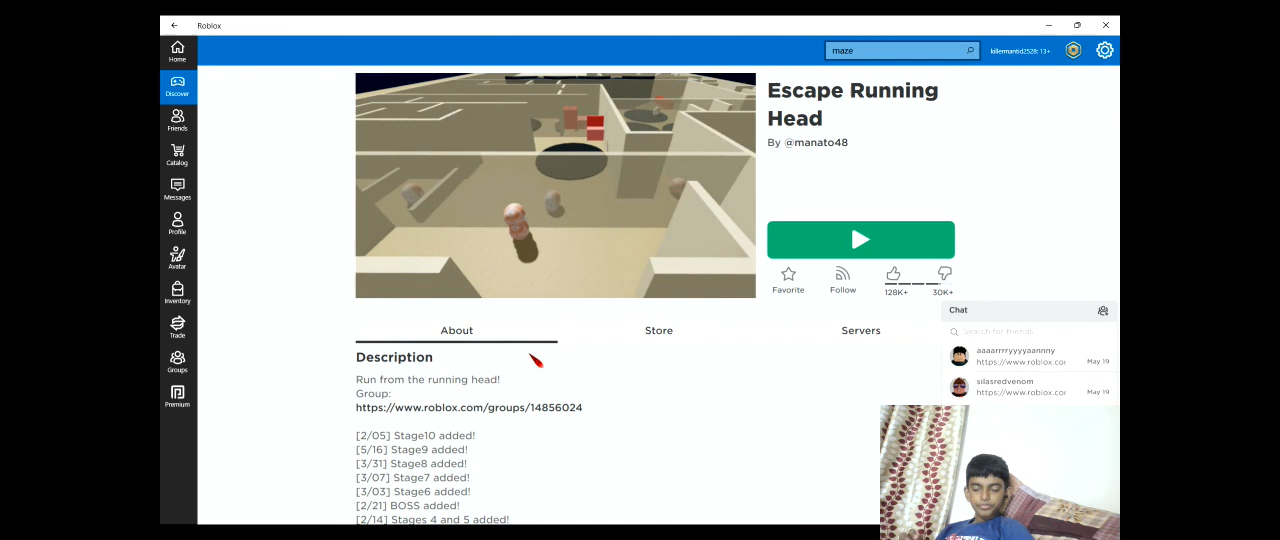 Roblox
maze
killermantid2528: 13+
Home
Discover
Friends
Catalog
Messages
Profile
Avatar
Inventory
Trade
Groups
Premium
Escape Running
Head
By @manato48
Favorite
Follow
128K+
30K+
About
Store
Servers
Description
Run from the running head!
Group:
https://www.roblox.com/groups/14856024
[2/05] Stage10 added!
[5/16] Stage9 added!
[3/31] Stage8 added!
[3/07] Stage7 added!
[3/03] Stage6 added!
[2/21] BOSS added!
[2/14] Stages 4 and 5 added!
Chat
Search for friends
aaaarrrryyyyaannny
https://www.roblox.cor
May 19
silasredvenom
https://www.roblox.cor
May 19